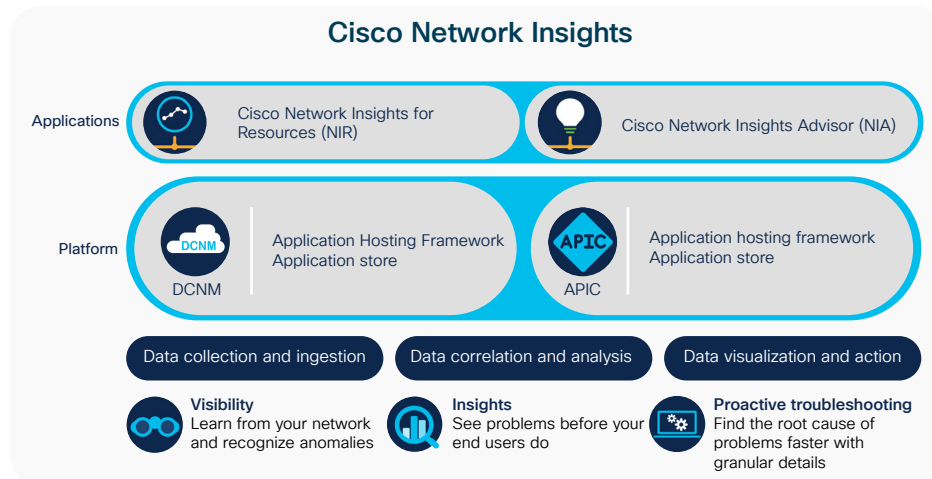 Cisco Network Insights
Applications
Cisco Network Insights for
Resources (NIR)
Cisco Network Insights Advisor (NIA)
Platform
DCNM
DCNM
Application Hosting Framework
Application store
APIC
APIC
Application hosting framework
Application store
Data collection and ingestion
Data correlation and analysis
Data visualization and action
Visibility
Learn from your network
and recognize anomalies
Insights
See problems before your
end users do
Proactive troubleshooting
Find the root cause of
problems faster with
granular details